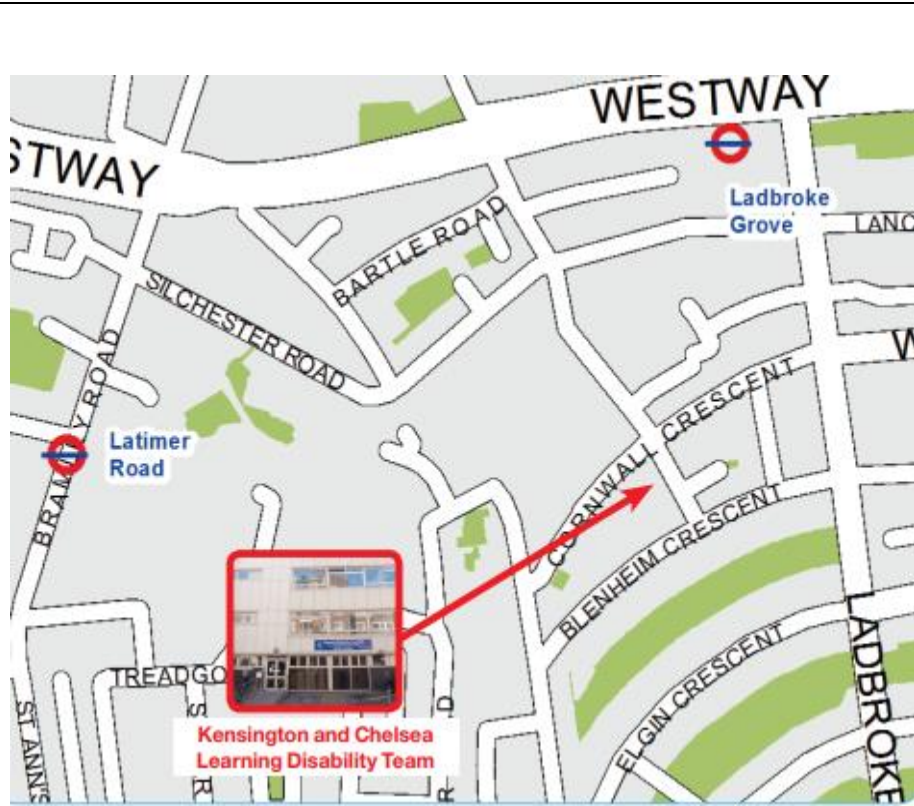 WESTWAY
STWAY
Ladbroke
Grove
LANC
BARTLE ROAD
SILCHESTER ROAD
W
CORNWALL CRESCENT
Latimer
Road
BRAMLEY ROAD
BLENHEIM CRESCENT
LADBROKE
ELGIN CRESCENT
TREADGO
ST ANN'S
S
R
R D
Kensington and Chelsea
Learning Disability Team